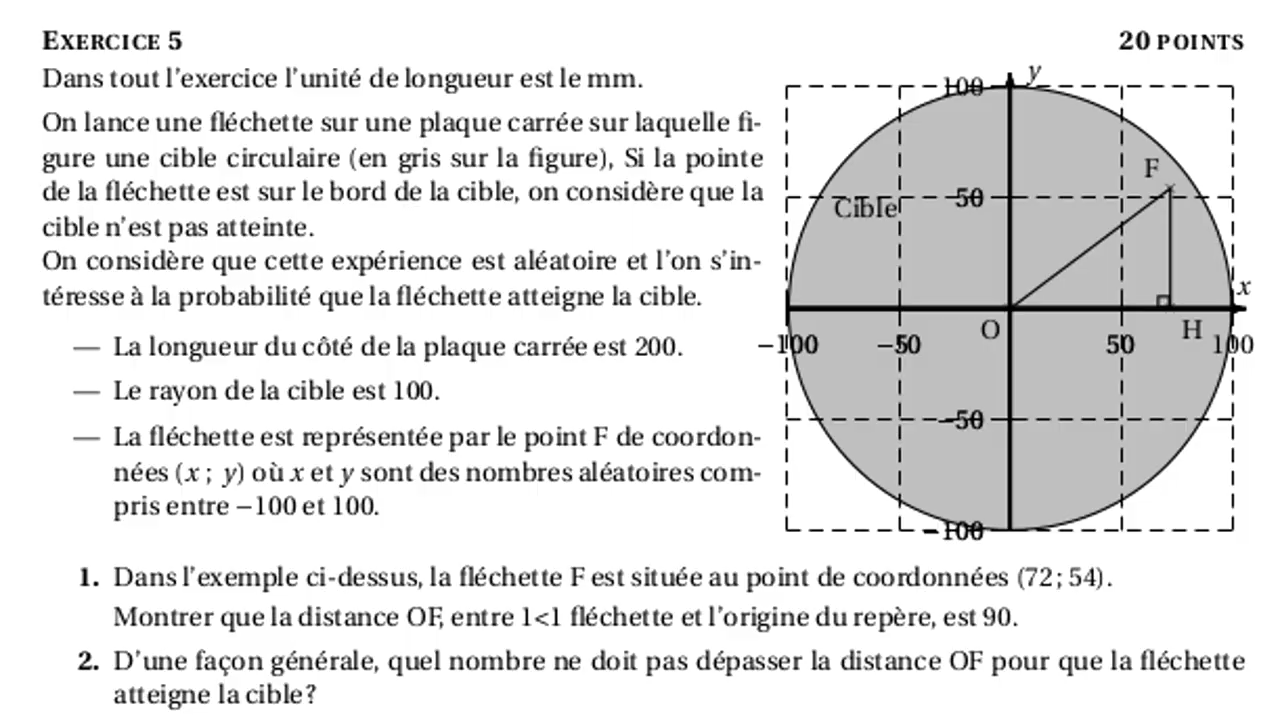 EXERCICE 5
20 POINTS
Dans tout l'exercice l'unité de longueur est le mm.
On lance une fléchette sur une plaque carrée sur laquelle fi-
gure une cible circulaire (en gris sur la figure), Si la pointe
de la fléchette est sur le bord de la cible, on considère que la
cible n'est pas atteinte.
On considère que cette expérience est aléatoire et l'on s'in-
téresse à la probabilité que la fléchette atteigne la cible.
— La longueur du côté de la plaque carrée est 200.
— Le rayon de la cible est 100.
— La fléchette est représentée par le point F de coordon-
nées (x ; y) où x et y sont des nombres aléatoires com-
pris entre −100 et 100.
100
y
F
Cible
50
x
O
H
−100
−50
50
100
−50
−100
1. Dans l'exemple ci-dessus, la fléchette F est située au point de coordonnées (72 ; 54).
Montrer que la distance OF, entre 1<1 fléchette et l'origine du repère, est 90.
2. D'une façon générale, quel nombre ne doit pas dépasser la distance OF pour que la fléchette
atteigne la cible ?